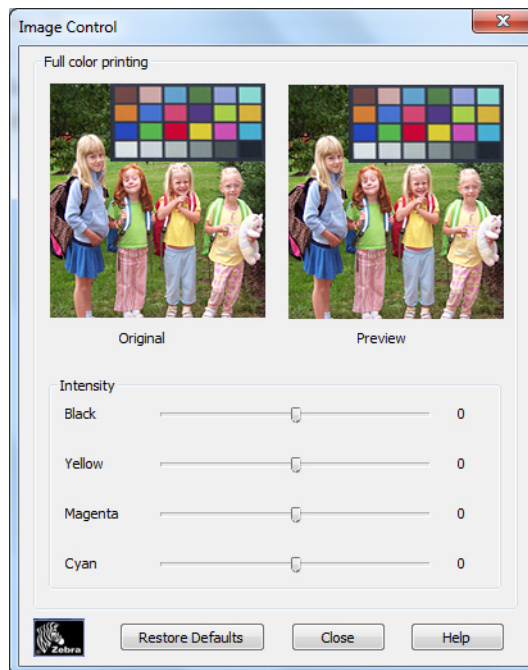 Image Control
Full color printing
Original Preview
Intensity
Black 0
Yellow 0
Magenta 0
Cyan 0
Zebra Restore Defaults Close Help